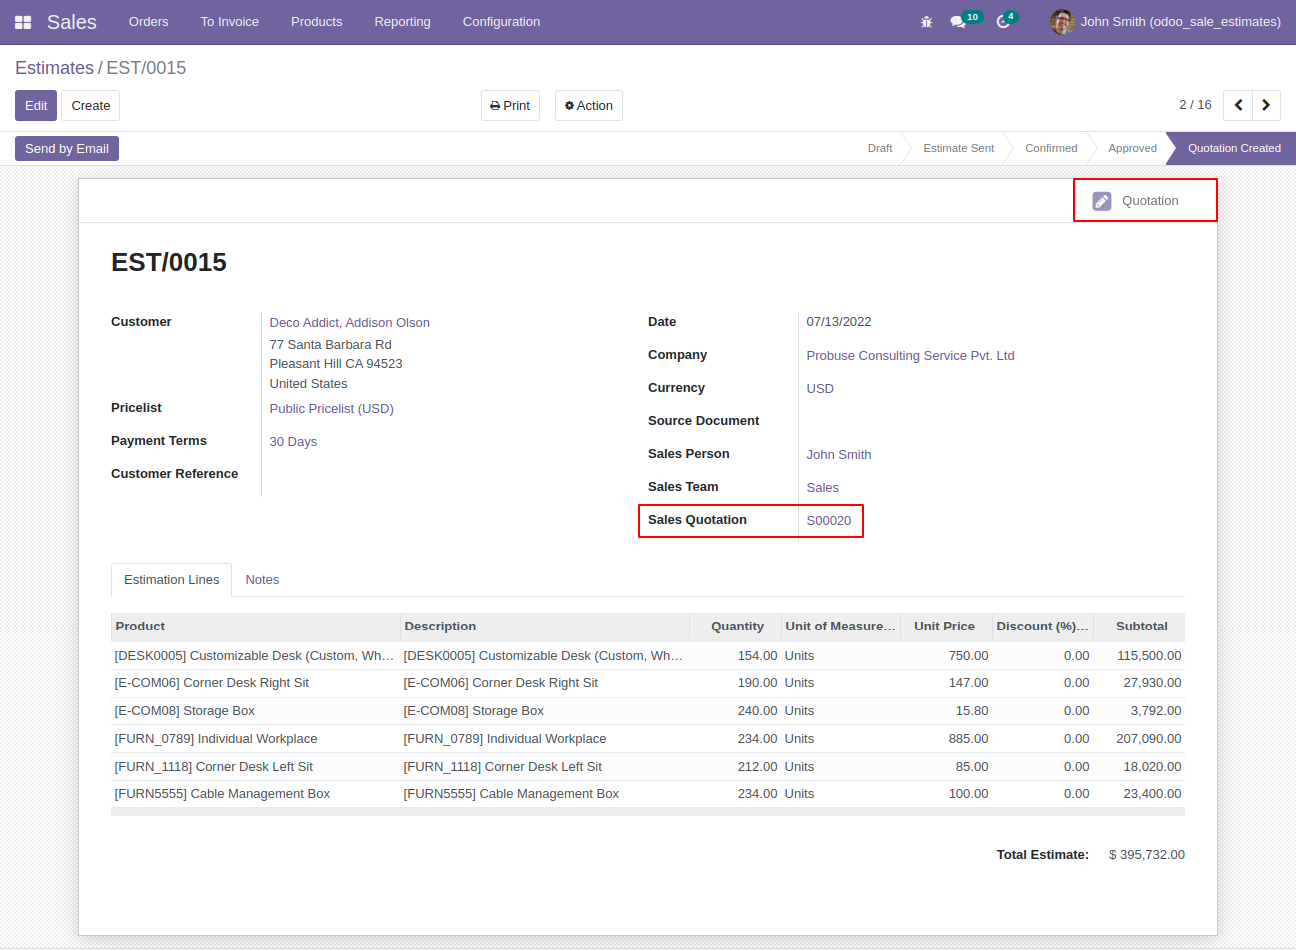 Sales Orders To Invoice Products Reporting Configuration 10 4 John Smith (odoo_sale_estimates)
Estimates / EST/0015
Edit Create Print Action 2 / 16
Send by Email Draft Estimate Sent Confirmed Approved Quotation Created
Quotation
EST/0015
Customer Deco Addict, Addison Olson
77 Santa Barbara Rd
Pleasant Hill CA 94523
United States
Pricelist Public Pricelist (USD)
Payment Terms 30 Days
Customer Reference
Date 07/13/2022
Company Probuse Consulting Service Pvt. Ltd
Currency USD
Source Document
Sales Person John Smith
Sales Team Sales
Sales Quotation S00020
Estimation Lines Notes
Product Description Quantity Unit of Measure... Unit Price Discount (%)... Subtotal
[DESK0005] Customizable Desk (Custom, Wh... [DESK0005] Customizable Desk (Custom, Wh... 154.00 Units 750.00 0.00 115,500.00
[E-COM06] Corner Desk Right Sit [E-COM06] Corner Desk Right Sit 190.00 Units 147.00 0.00 27,930.00
[E-COM08] Storage Box [E-COM08] Storage Box 240.00 Units 15.80 0.00 3,792.00
[FURN_0789] Individual Workplace [FURN_0789] Individual Workplace 234.00 Units 885.00 0.00 207,090.00
[FURN_1118] Corner Desk Left Sit [FURN_1118] Corner Desk Left Sit 212.00 Units 85.00 0.00 18,020.00
[FURN5555] Cable Management Box [FURN5555] Cable Management Box 234.00 Units 100.00 0.00 23,400.00
Total Estimate: $ 395,732.00